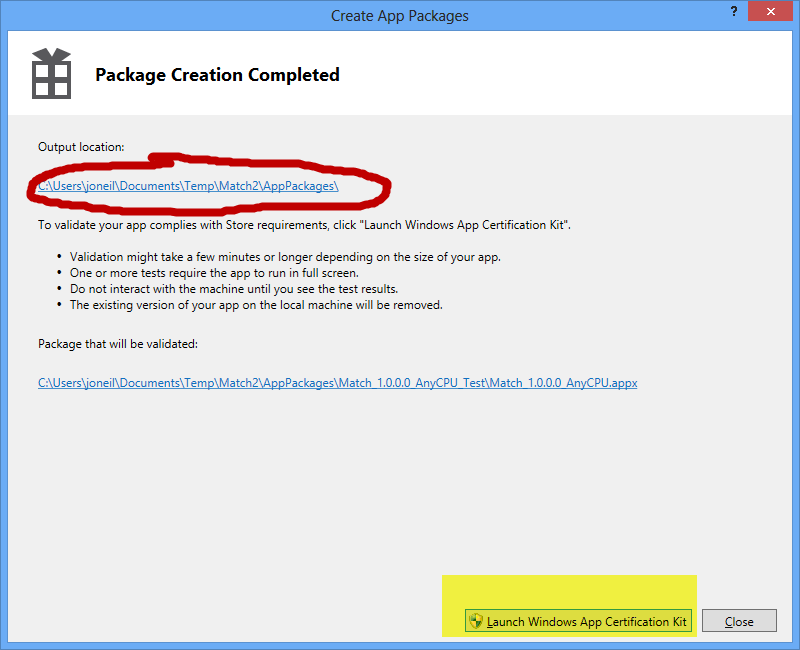 Create App Packages
?
Package Creation Completed
Output location:
C:\Users\joneil\Documents\Temp\Match2\AppPackages\
To validate your app complies with Store requirements, click "Launch Windows App Certification Kit".
• Validation might take a few minutes or longer depending on the size of your app.
• One or more tests require the app to run in full screen.
• Do not interact with the machine until you see the test results.
• The existing version of your app on the local machine will be removed.
Package that will be validated:
C:\Users\joneil\Documents\Temp\Match2\AppPackages\Match_1.0.0.0_AnyCPU_Test\Match_1.0.0.0_AnyCPU.appx
Launch Windows App Certification Kit
Close